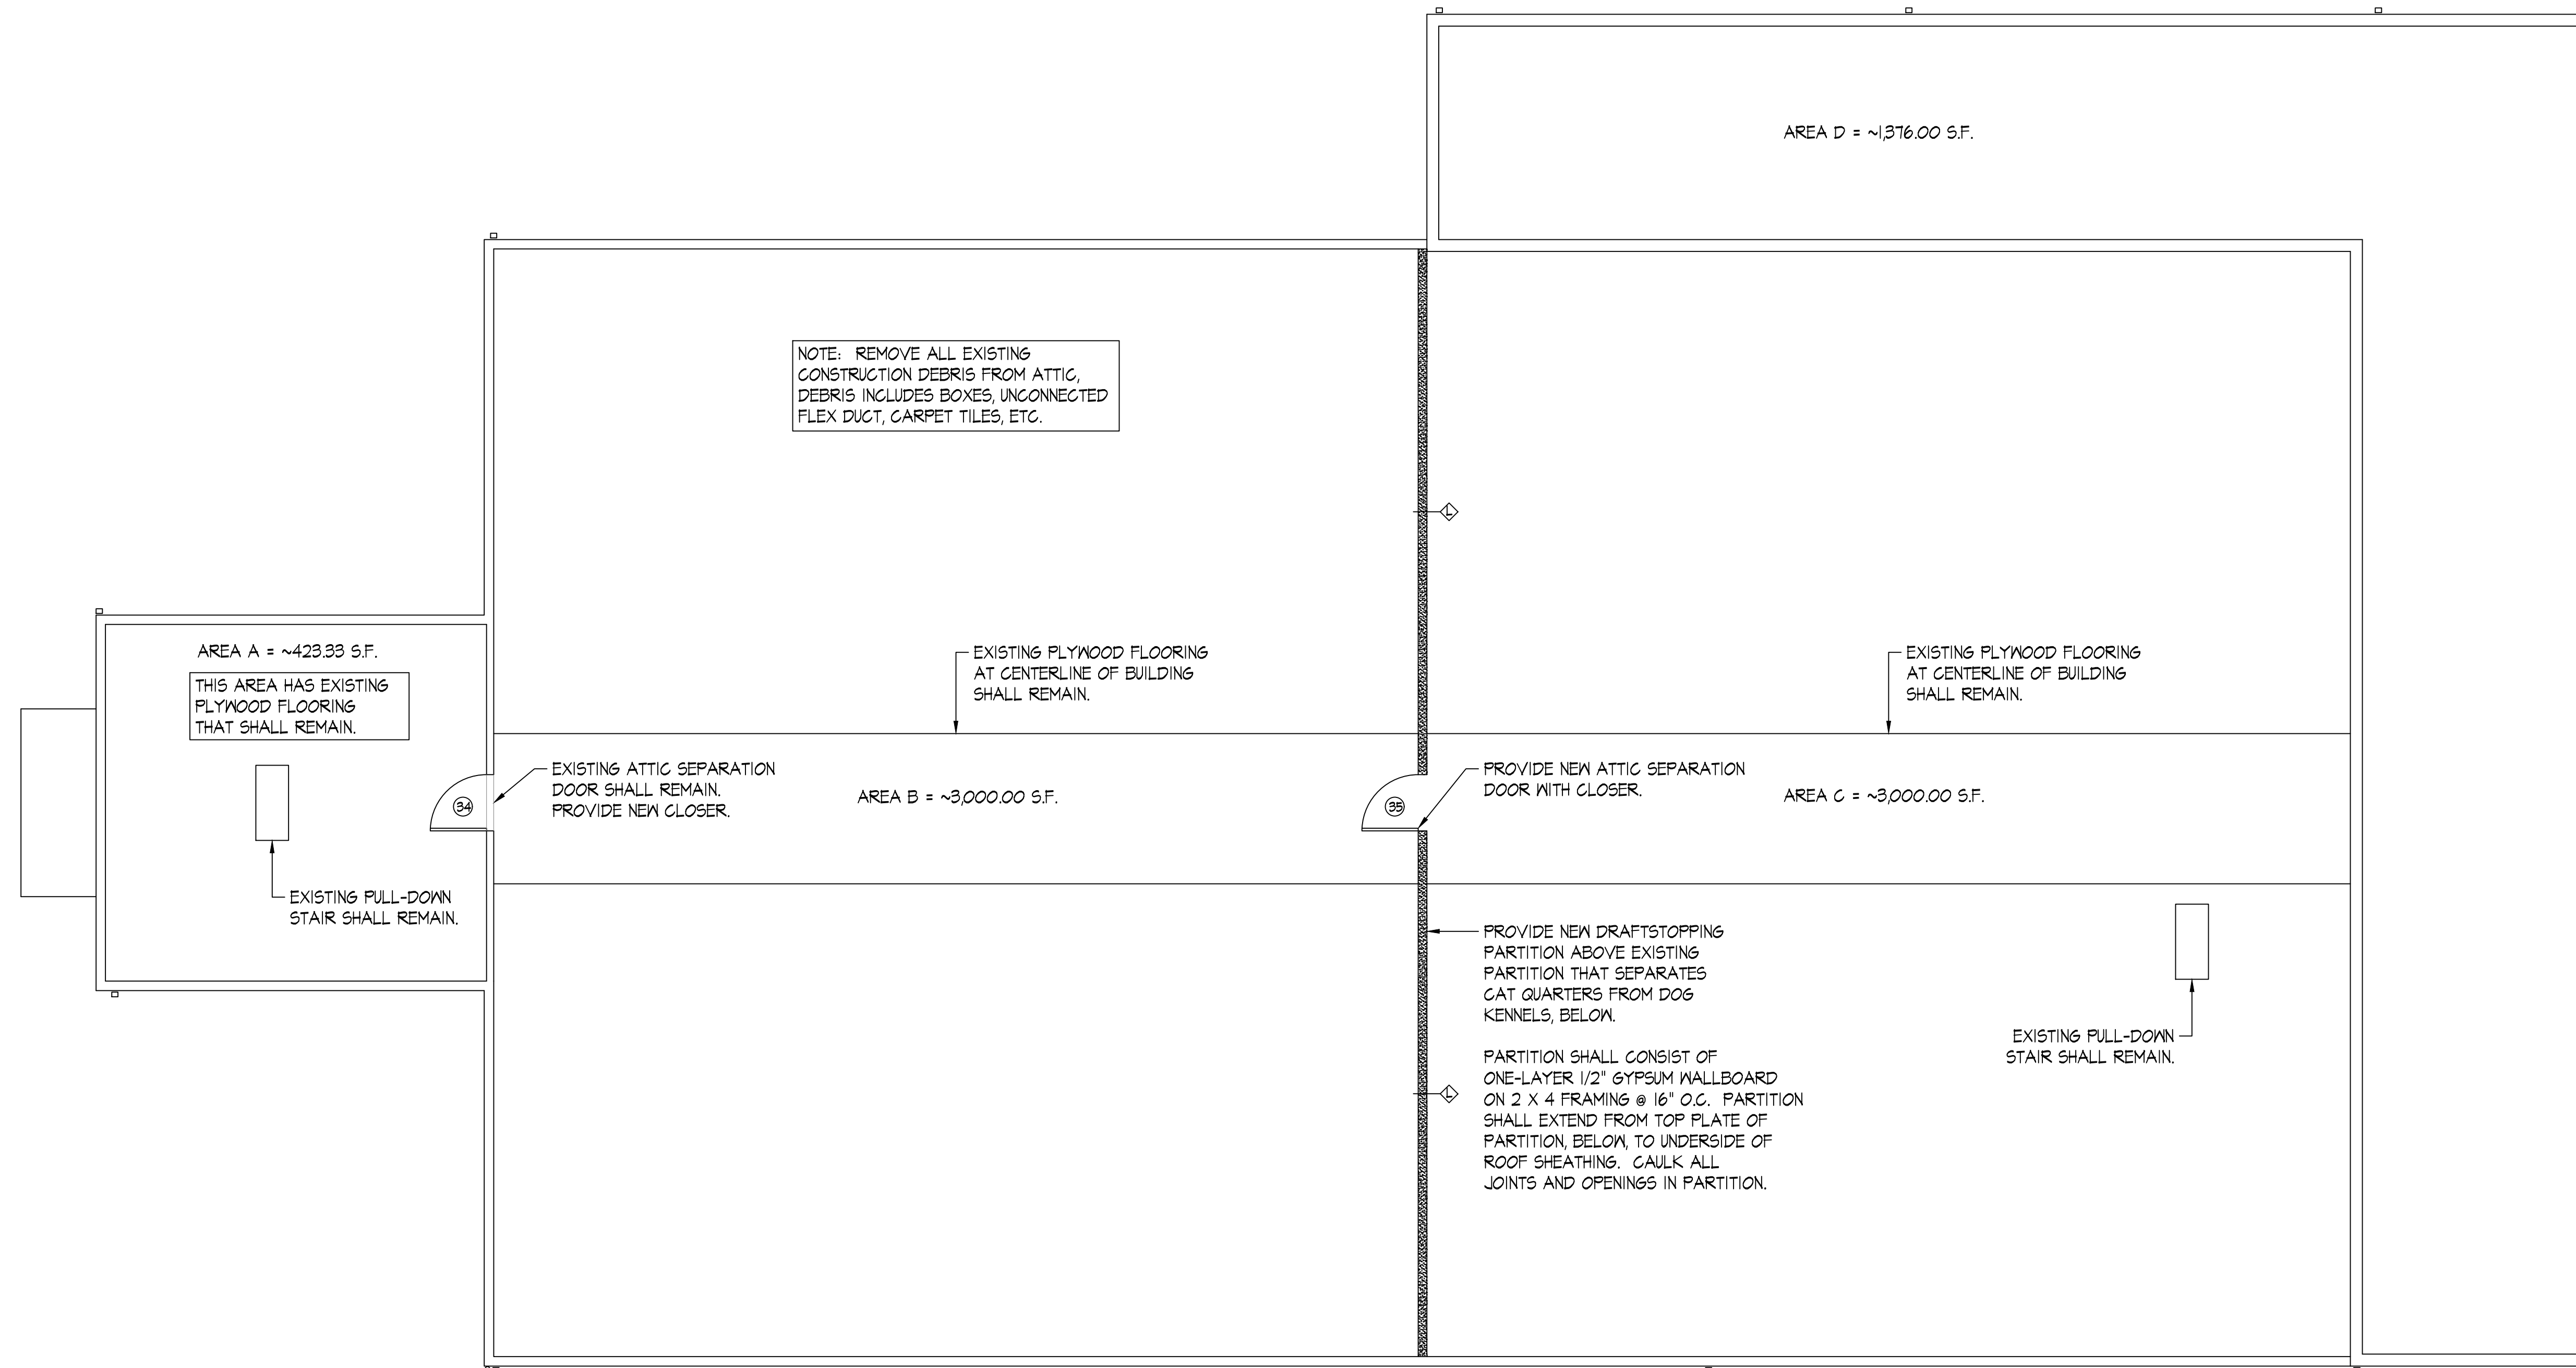 AREA D = ~1,376.00 S.F.
NOTE: REMOVE ALL EXISTING
CONSTRUCTION DEBRIS FROM ATTIC,
DEBRIS INCLUDES BOXES, UNCONNECTED
FLEX DUCT, CARPET TILES, ETC.
L
AREA A = ~423.33 S.F.
THIS AREA HAS EXISTING
PLYWOOD FLOORING
THAT SHALL REMAIN.
EXISTING PLYWOOD FLOORING
AT CENTERLINE OF BUILDING
SHALL REMAIN.
EXISTING PLYWOOD FLOORING
AT CENTERLINE OF BUILDING
SHALL REMAIN.
34
EXISTING ATTIC SEPARATION
DOOR SHALL REMAIN.
PROVIDE NEW CLOSER.
AREA B = ~3,000.00 S.F.
35
PROVIDE NEW ATTIC SEPARATION
DOOR WITH CLOSER.
AREA C = ~3,000.00 S.F.
EXISTING PULL-DOWN
STAIR SHALL REMAIN.
PROVIDE NEW DRAFTSTOPPING
PARTITION ABOVE EXISTING
PARTITION THAT SEPARATES
CAT QUARTERS FROM DOG
KENNELS, BELOW.
EXISTING PULL-DOWN
STAIR SHALL REMAIN.
PARTITION SHALL CONSIST OF
ONE-LAYER 1/2" GYPSUM WALLBOARD
ON 2 X 4 FRAMING @ 16" O.C. PARTITION
SHALL EXTEND FROM TOP PLATE OF
PARTITION, BELOW, TO UNDERSIDE OF
ROOF SHEATHING. CAULK ALL
JOINTS AND OPENINGS IN PARTITION.
L